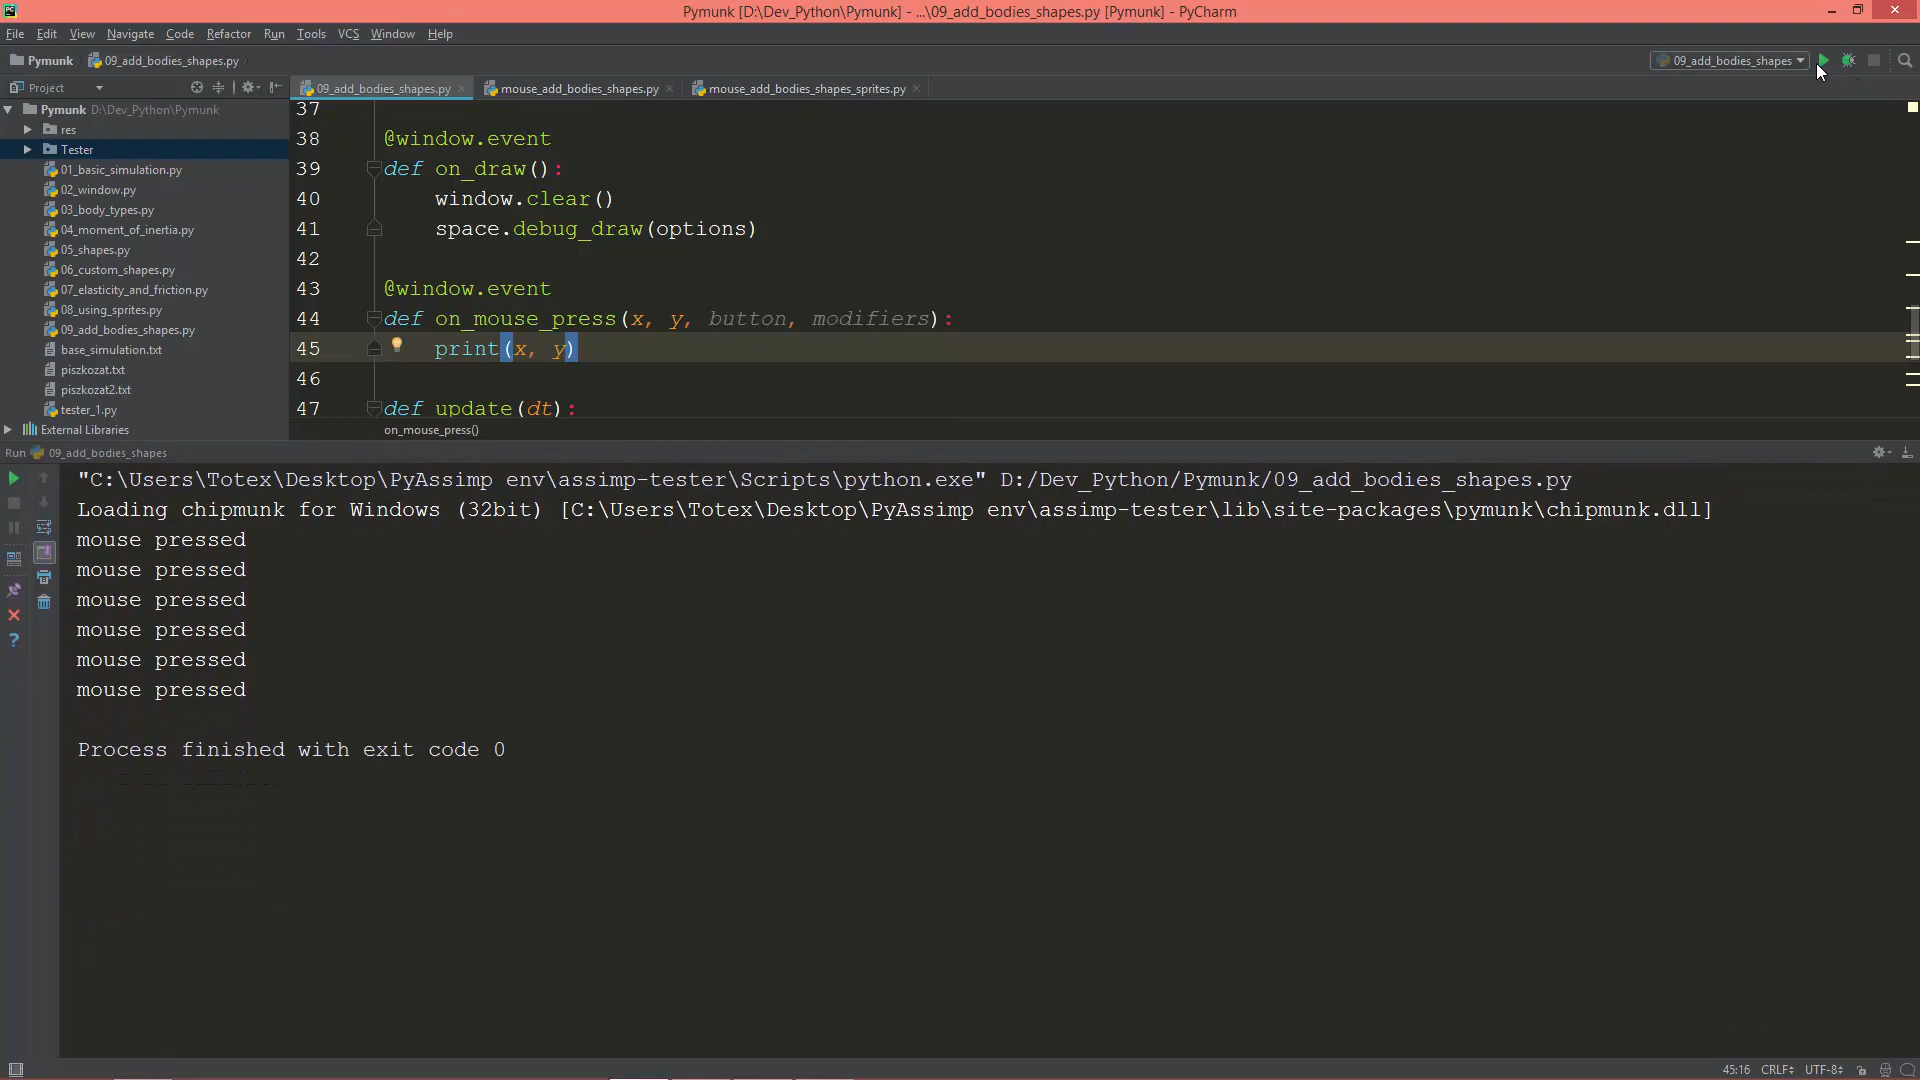 Pymunk [D:\Dev_Python\Pymunk] - ...\09_add_bodies_shapes.py [Pymunk] - PyCharm
File Edit View Navigate Code Refactor Run Tools VCS Window Help
Pymunk 09_add_bodies_shapes.py 09_add_bodies_shapes
Project 09_add_bodies_shapes.py mouse_add_bodies_shapes.py mouse_add_bodies_shapes_sprites.py
Pymunk D:\Dev_Python\Pymunk
res
Tester
01_basic_simulation.py
02_window.py
03_body_types.py
04_moment_of_inertia.py
05_shapes.py
06_custom_shapes.py
07_elasticity_and_friction.py
08_using_sprites.py
09_add_bodies_shapes.py
base_simulation.txt
piszkozat.txt
piszkozat2.txt
tester_1.py
External Libraries
37
38 @window.event
39 def on_draw():
40 window.clear()
41 space.debug_draw(options)
42
43 @window.event
44 def on_mouse_press(x, y, button, modifiers):
45 print(x, y)
46
47 def update(dt):
on_mouse_press()
Run 09_add_bodies_shapes
"C:\Users\Totex\Desktop\PyAssimp env\assimp-tester\Scripts\python.exe" D:/Dev_Python/Pymunk/09_add_bodies_shapes.py
Loading chipmunk for Windows (32bit) [C:\Users\Totex\Desktop\PyAssimp env\assimp-tester\lib\site-packages\pymunk\chipmunk.dll]
mouse pressed
mouse pressed
mouse pressed
mouse pressed
mouse pressed
mouse pressed
Process finished with exit code 0
45:16 CRLF UTF-8